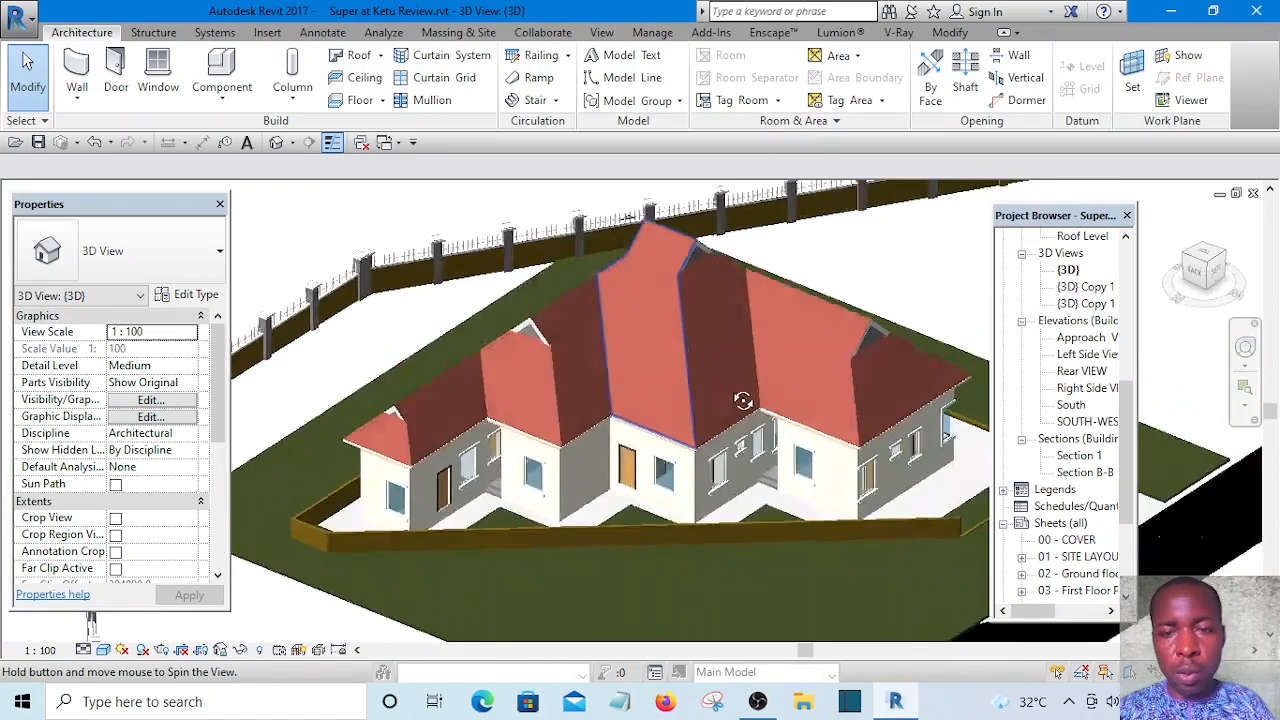 Autodesk Revit 2017 - Super at Ketu Review.rvt - 3D View: {3D}
Type a keyword or phrase
Sign In
Architecture Structure Systems Insert Annotate Analyze Massing & Site Collaborate View Manage Add-Ins Enscape™ Lumion® V-Ray Modify
Modify
Wall Door Window Component Column
Roof Curtain System
Ceiling Curtain Grid
Floor Mullion
Railing
Ramp
Stair
Model Text
Model Line
Model Group
Room
Room Separator
Tag Room
Area
Area Boundary
Tag Area
By Face
Shaft
Wall
Vertical
Dormer
Level
Grid
Set
Show
Ref Plane
Viewer
Select Build Circulation Model Room & Area Opening Datum Work Plane
Properties
3D View
3D View: {3D} Edit Type
Graphics
View Scale 1 : 100
Scale Value 1: 100
Detail Level Medium
Parts Visibility Show Original
Visibility/Grap... Edit...
Graphic Displa... Edit...
Discipline Architectural
Show Hidden L... By Discipline
Default Analysi... None
Sun Path
Extents
Crop View
Crop Region Vi...
Annotation Crop
Far Clip Active
Properties help Apply
Project Browser - Super...
Roof Level
3D Views
{3D}
{3D} Copy 1
{3D} Copy 1
Elevations (Buil
Approach V
Left Side Vi
Rear VIEW
Right Side V
South
SOUTH-WES
Sections (Buildin
Section 1
Section B-B
Legends
Schedules/Quan
Sheets (all)
00 - COVER
01 - SITE LAYOU
02 - Ground floo
03 - First Floor P
BACK
1 : 100
Hold button and move mouse to Spin the View.
:0
Main Model
Type here to search
32°C